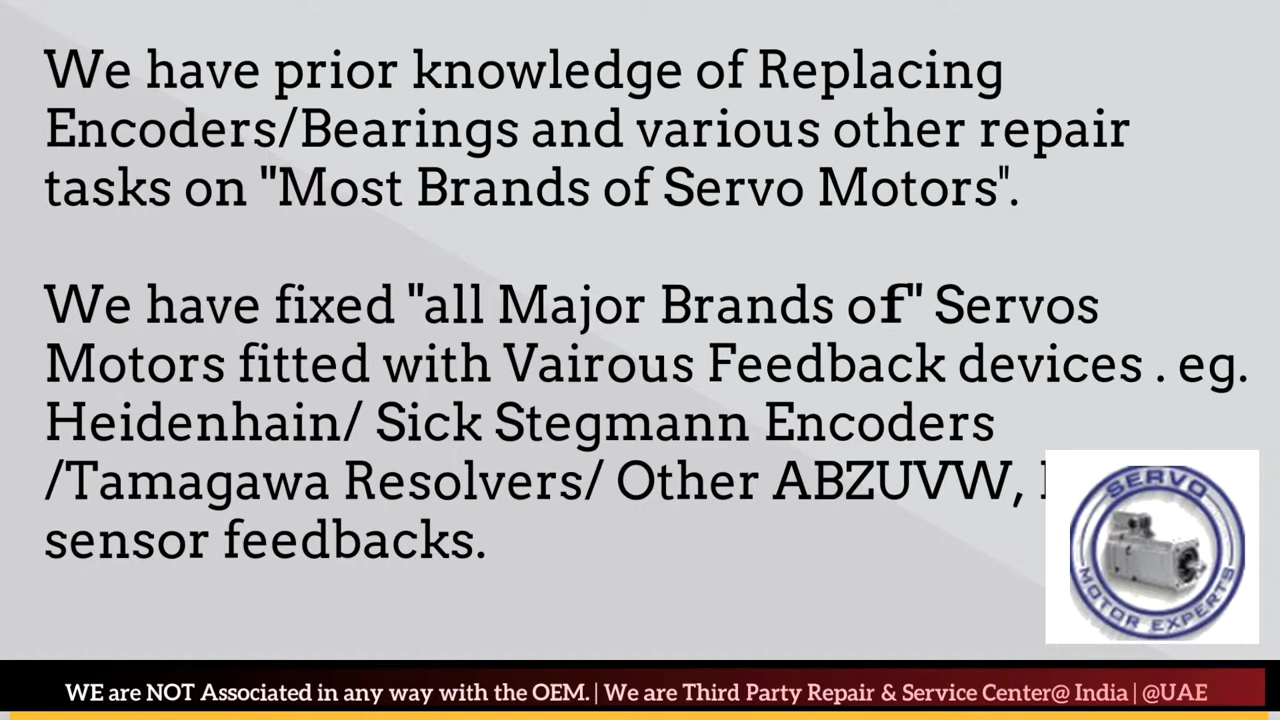 We have prior knowledge of Replacing
Encoders/Bearings and various other repair
tasks on "Most Brands of Servo Motors".
We have fixed "all Major Brands of" Servos
Motors fitted with Vairous Feedback devices . eg.
Heidenhain/ Sick Stegmann Encoders
/Tamagawa Resolvers/ Other ABZUVW,
sensor feedbacks.
SERVO
MOTOR EXPERTS
WE are NOT Associated in any way with the OEM. | We are Third Party Repair & Service Center@ India | @UAE